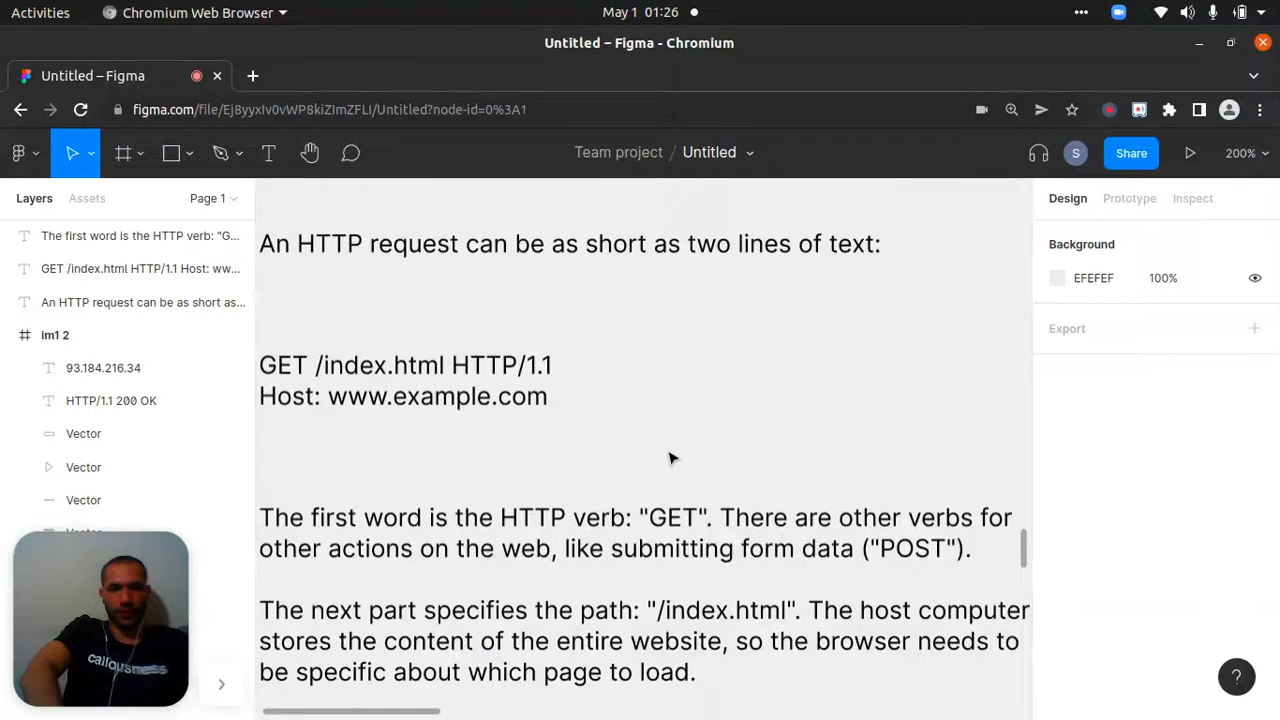 Activities
Chromium Web Browser
May 1 01:26
Untitled – Figma - Chromium
Untitled – Figma
figma.com/file/Ej8yyxIv0vWP8kiZImZFLI/Untitled?node-id=0%3A1
Team project / Untitled
S
Share
200%
Layers
Assets
Page 1
The first word is the HTTP verb: "G...
GET /index.html HTTP/1.1 Host: ww...
An HTTP request can be as short as...
im1 2
93.184.216.34
HTTP/1.1 200 OK
Vector
Vector
Vector
An HTTP request can be as short as two lines of text:
GET /index.html HTTP/1.1
Host: www.example.com
The first word is the HTTP verb: "GET". There are other verbs for
other actions on the web, like submitting form data ("POST").
The next part specifies the path: "/index.html". The host computer
stores the content of the entire website, so the browser needs to
be specific about which page to load.
Design
Prototype
Inspect
Background
EFEFEF
100%
Export
callousness
?